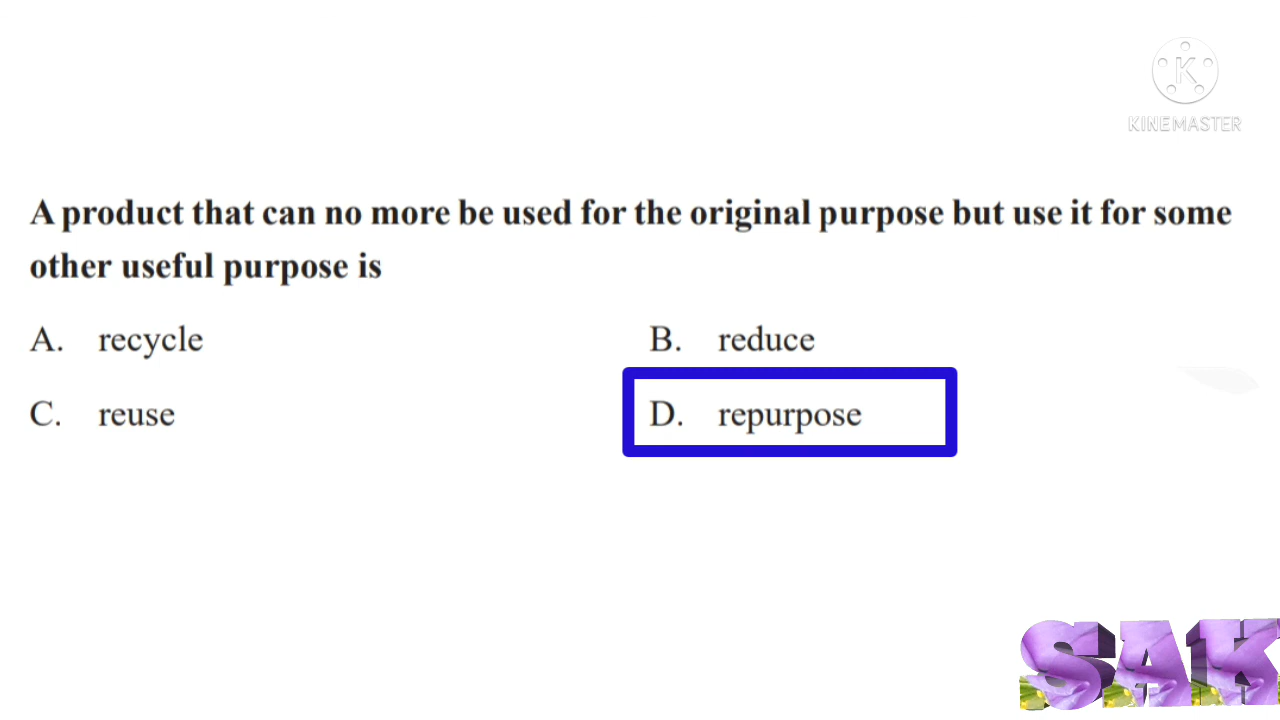 K
KINEMASTER
A product that can no more be used for the original purpose but use it for some
other useful purpose is
A. recycle
B. reduce
C. reuse
D. repurpose
SAK